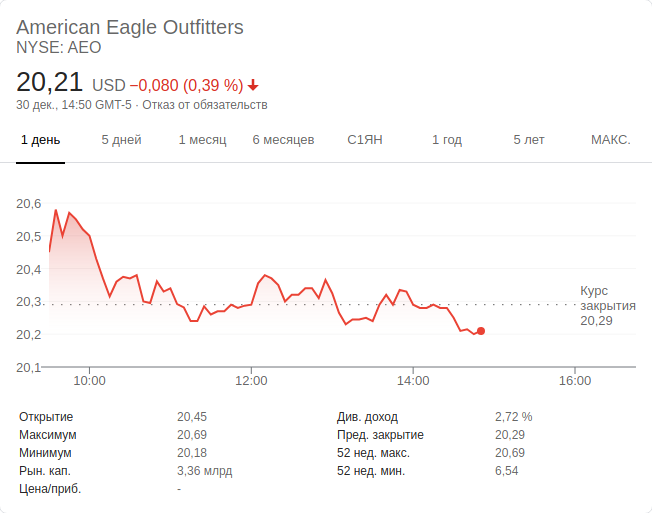 American Eagle Outfitters
NYSE: AEO
20,21 USD −0,080 (0,39 %)
30 дек., 14:50 GMT-5 · Отказ от обязательств
1 день 5 дней 1 месяц 6 месяцев С1ЯН 1 год 5 лет МАКС.
20,6
20,5
20,4
20,3
20,2
20,1
Курс
закрытия
20,29
10:00 12:00 14:00 16:00
Открытие 20,45 Див. доход 2,72 %
Максимум 20,69 Пред. закрытие 20,29
Минимум 20,18 52 нед. макс. 20,69
Рын. кап. 3,36 млрд 52 нед. мин. 6,54
Цена/приб. -